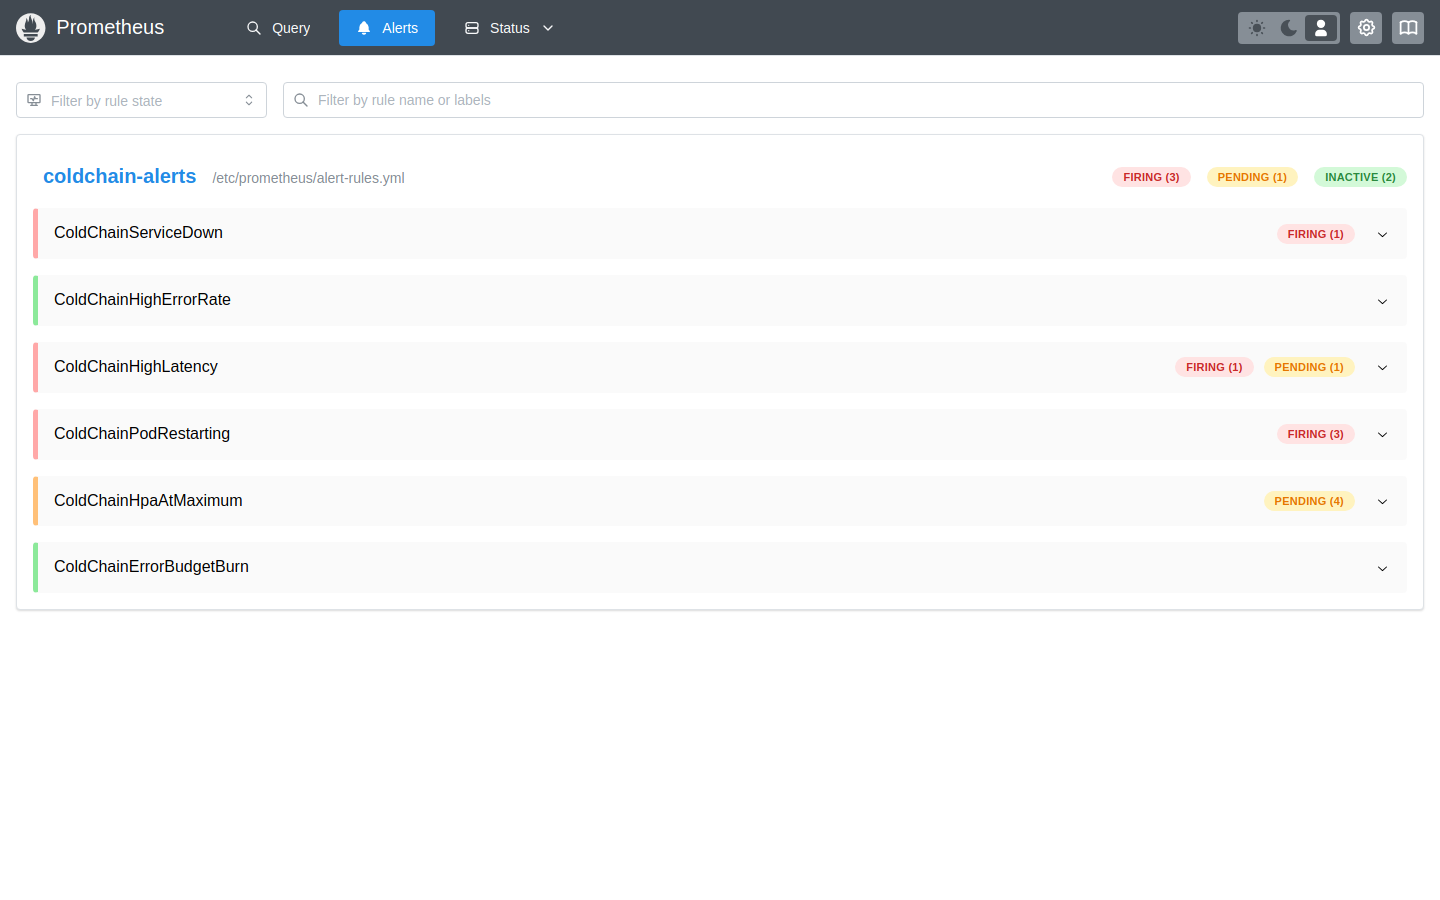 Prometheus Query Alerts Status
Filter by rule state Filter by rule name or labels
coldchain-alerts /etc/prometheus/alert-rules.yml FIRING (3) PENDING (1) INACTIVE (2)
ColdChainServiceDown FIRING (1)
ColdChainHighErrorRate
ColdChainHighLatency FIRING (1) PENDING (1)
ColdChainPodRestarting FIRING (3)
ColdChainHpaAtMaximum PENDING (4)
ColdChainErrorBudgetBurn